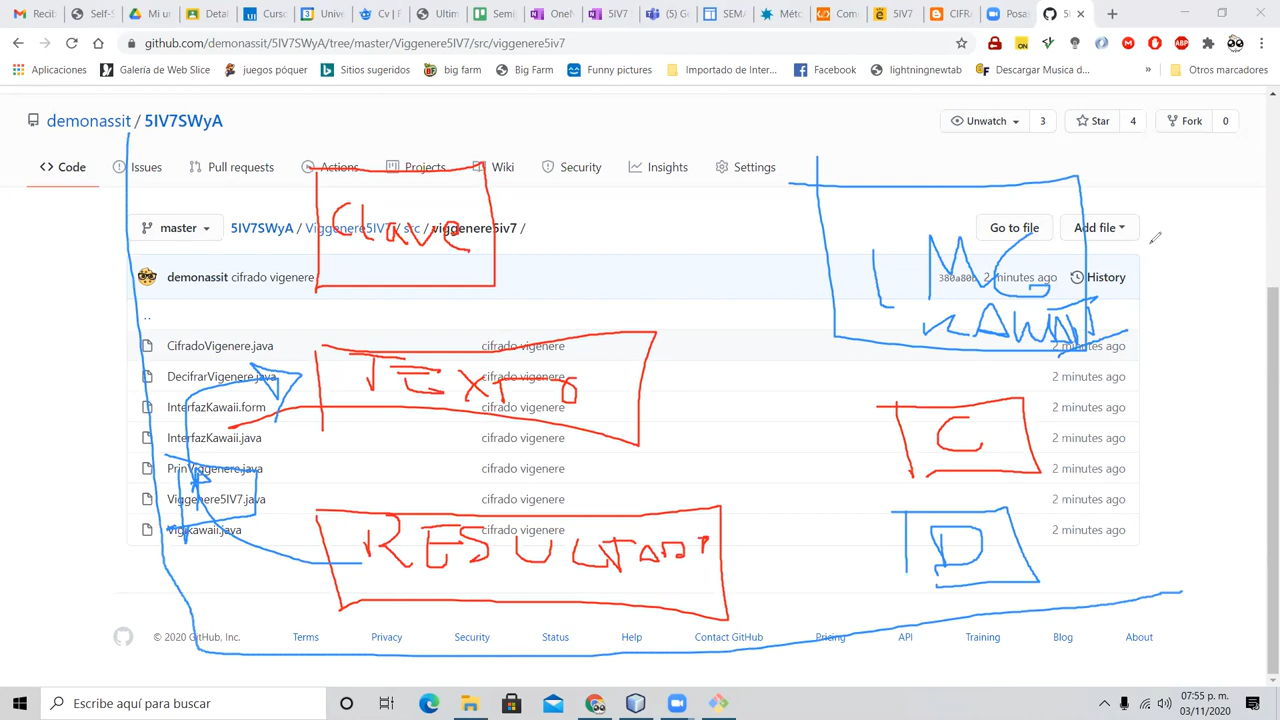 Recib
Self-S
Mi un
Detal
Curso
Unive
Cv | P
Ultim
Semi
OneN
5IV7
(5) Ge
SEMA
Méto
Com
5IV7
CIFRA
Posas
5I
github.com/demonassit/5IV7SWyA/tree/master/Viggenere5IV7/src/viggenere5iv7
Aplicaciones Galería de Web Slice juegos póquer Sitios sugeridos big farm Big Farm Funny pictures Importado de Inter... Facebook lightningnewtab Descargar Musica d... » Otros marcadores
demonassit / 5IV7SWyA
Unwatch 3 Star 4 Fork 0
Code Issues Pull requests Actions Projects Wiki Security Insights Settings
Clave
master 5IV7SWyA / Viggenere5IV7 / src / viggenere5iv7 / Go to file Add file
IMG
demonassit cifrado vigenere 2 minutes ago History
KAWAII
..
CifradoVigenere.java cifrado vigenere 2 minutes ago
DecifrarVigenere.java cifrado vigenere 2 minutes ago
Texto
InterfazKawaii.form cifrado vigenere 2 minutes ago
InterfazKawaii.java cifrado vigenere 2 minutes ago
C
PrinViggenere.java cifrado vigenere 2 minutes ago
Viggenere5IV7.java cifrado vigenere 2 minutes ago
Vigikawaii.java cifrado vigenere 2 minutes ago
RESULTADO
D
© 2020 GitHub, Inc. Terms Privacy Security Status Help Contact GitHub Pricing API Training Blog About
Escribe aquí para buscar
07:55 p. m.
03/11/2020